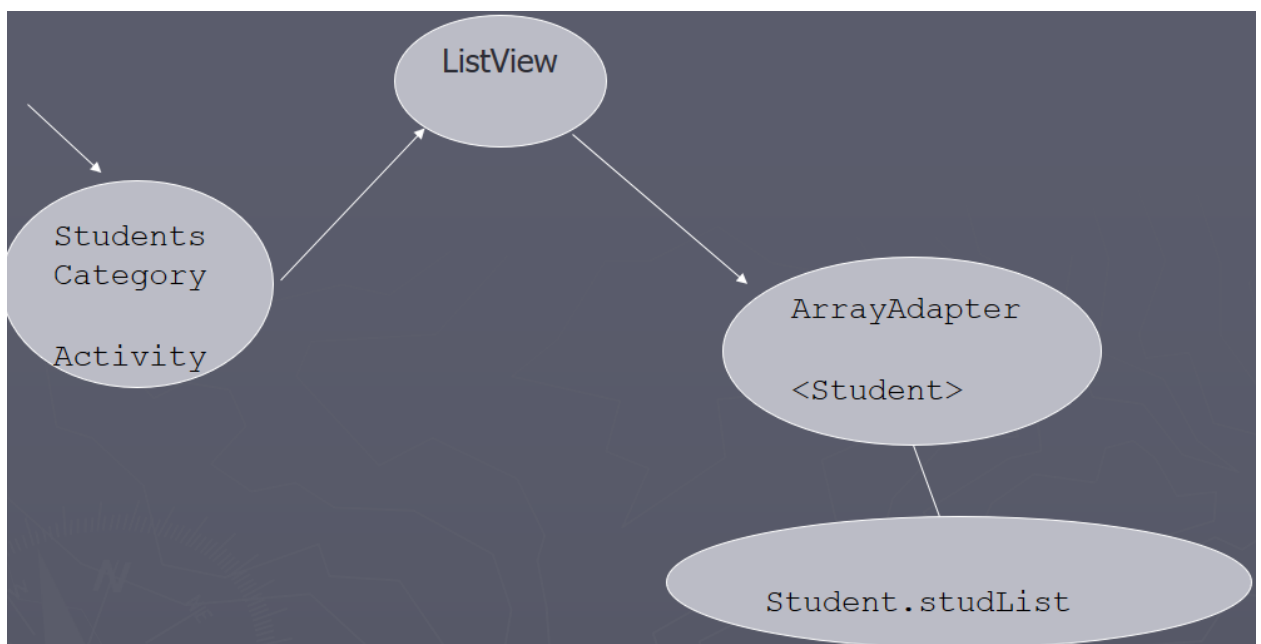 ListView
Students
Category
Activity
ArrayAdapter
<Student>
Student.studList
N